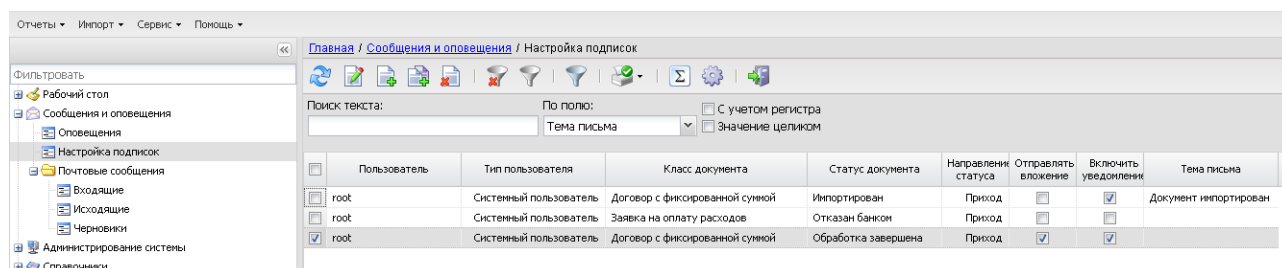 Отчеты Импорт Сервис Помощь
Главная / Сообщения и оповещения / Настройка подписок
Фильтровать
Рабочий стол
Сообщения и оповещения
Оповещения
Настройка подписок
Почтовые сообщения
Входящие
Исходящие
Черновики
Администрирование системы
Справочники
Поиск текста: По полю: С учетом регистра
Тема письма Значение целиком
Пользователь Тип пользователя Класс документа Статус документа Направление статуса Отправлять вложение Включить уведомление Тема письма
root Системный пользователь Договор с фиксированной суммой Импортирован Приход Документ импортирован
root Системный пользователь Заявка на оплату расходов Отказан банком Приход
root Системный пользователь Договор с фиксированной суммой Обработка завершена Приход